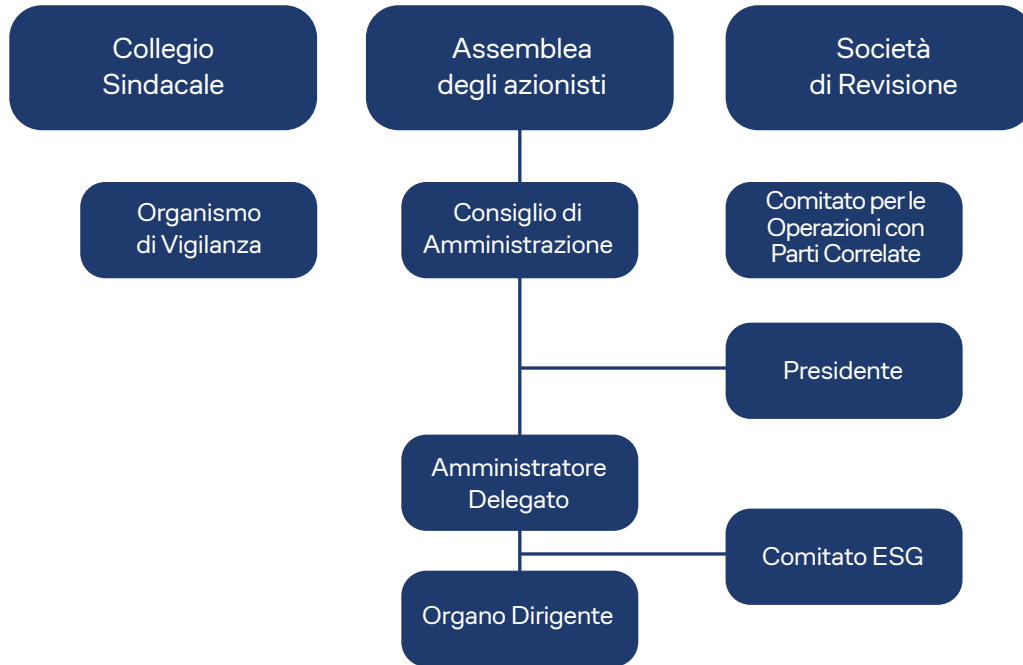 Collegio
Sindacale
Assemblea
degli azionisti
Società
di Revisione
Organismo
di Vigilanza
Consiglio di
Amministrazione
Comitato per le
Operazioni con
Parti Correlate
Presidente
Amministratore
Delegato
Comitato ESG
Organo Dirigente